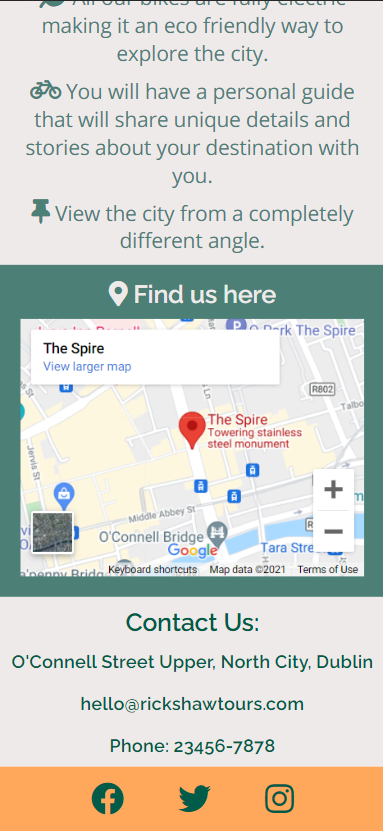 All our bikes are fully electric
making it an eco friendly way to
explore the city.
You will have a personal guide
that will share unique details and
stories about your destination with
you.
View the city from a completely
different angle.
Find us here
Q-Park The Spire
The Spire
View larger map
R802
Talbo
The Spire
Towering stainless
steel monument
Jervis St
Ln
Middle Abbey St
O'Connell Bridge
Google
Tara Stre
Keyboard shortcuts
Map data ©2021
Terms of Use
Contact Us:
O'Connell Street Upper, North City, Dublin
hello@rickshawtours.com
Phone: 23456-7878